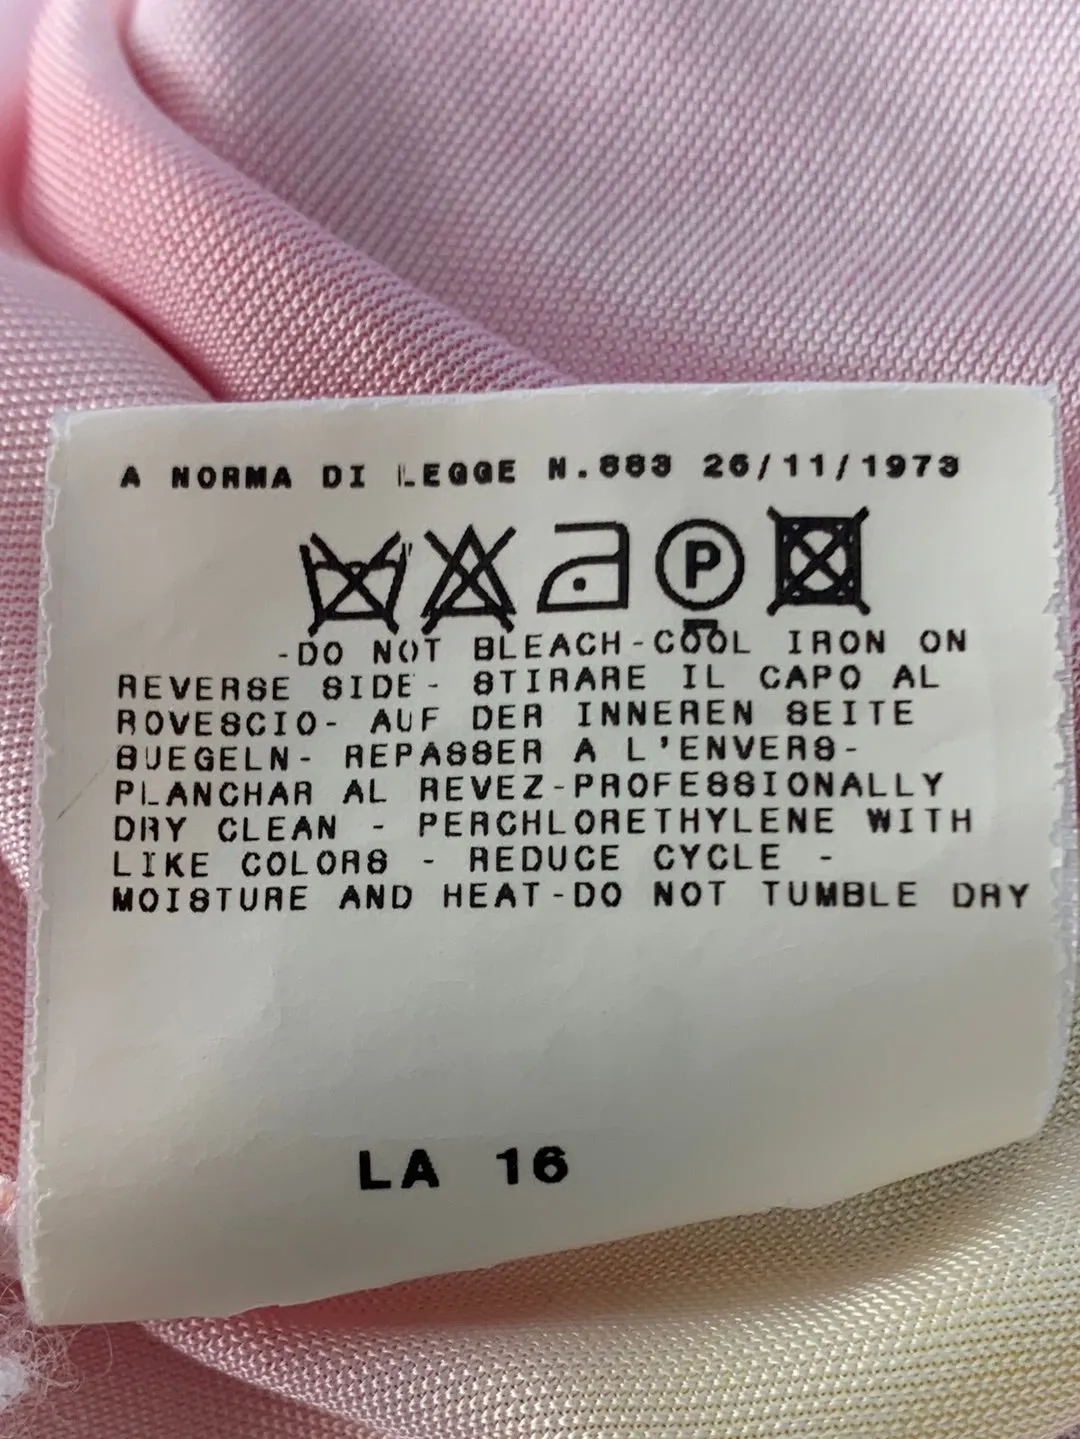 A NORMA DI LEGGE N.883 26/11/1973
P
-DO NOT BLEACH-COOL IRON ON
REVERSE SIDE- STIRARE IL CAPO AL
ROVESCIO- AUF DER INNEREN SEITE
BUEGELN- REPASSER A L'ENVERS-
PLANCHAR AL REVEZ-PROFESSIONALLY
DRY CLEAN - PERCHLORETHYLENE WITH
LIKE COLORS - REDUCE CYCLE -
MOISTURE AND HEAT-DO NOT TUMBLE DRY
LA 16